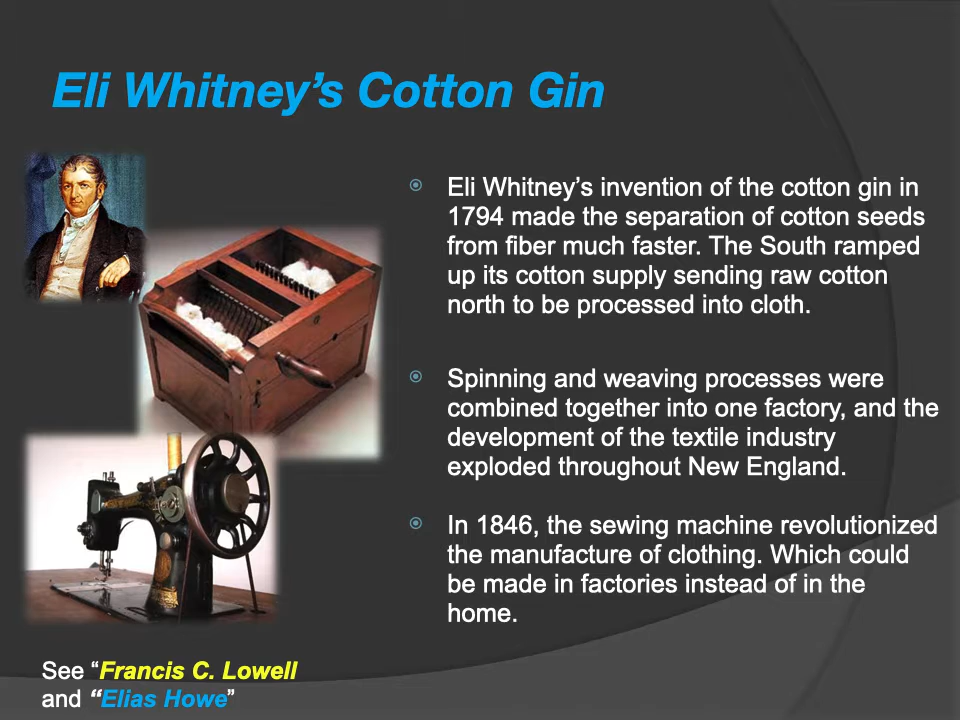 Eli Whitney’s Cotton Gin
Eli Whitney’s invention of the cotton gin in
1794 made the separation of cotton seeds
from fiber much faster. The South ramped
up its cotton supply sending raw cotton
north to be processed into cloth.
Spinning and weaving processes were
combined together into one factory, and the
development of the textile industry
exploded throughout New England.
In 1846, the sewing machine revolutionized
the manufacture of clothing. Which could
be made in factories instead of in the
home.
See “Francis C. Lowell
and “Elias Howe”